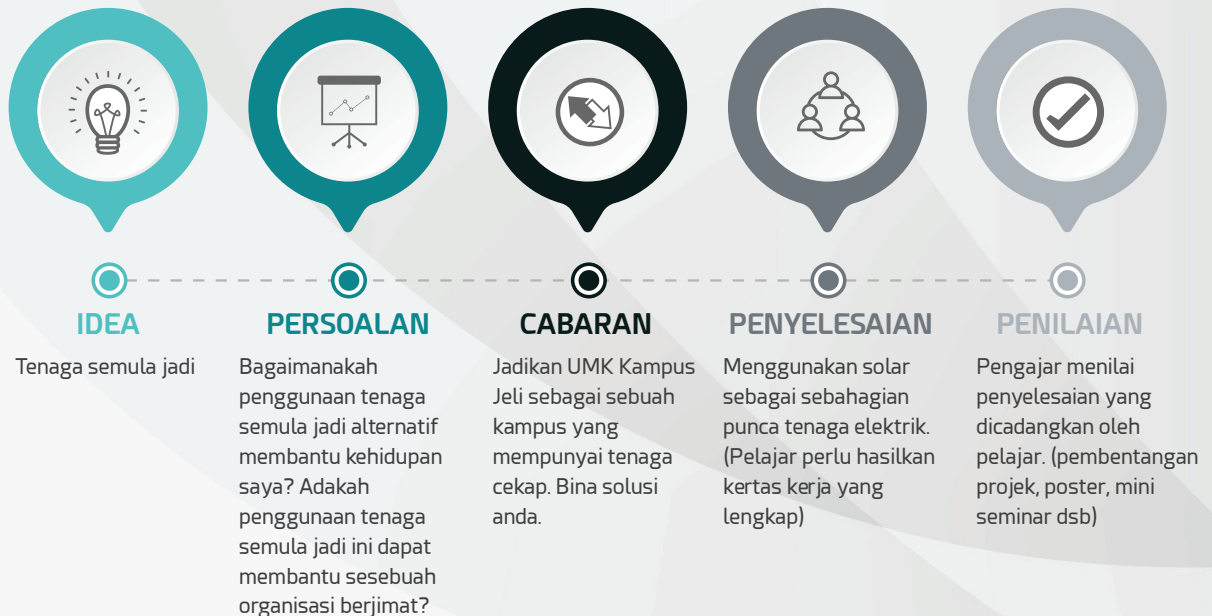 IDEA
Tenaga semula jadi
PERSOALAN
Bagaimanakah
penggunaan tenaga
semula jadi alternatif
membantu kehidupan
saya? Adakah
penggunaan tenaga
semula jadi ini dapat
membantu sesebuah
organisasi berjimat?
CABARAN
Jadikan UMK Kampus
Jeli sebagai sebuah
kampus yang
mempunyai tenaga
cekap. Bina solusi
anda.
PENYELESAIAN
Menggunakan solar
sebagai sebahagian
punca tenaga elektrik.
(Pelajar perlu hasilkan
kertas kerja yang
lengkap)
PENILAIAN
Pengajar menilai
penyelesaian yang
dicadangkan oleh
pelajar. (pembentangan
projek, poster, mini
seminar dsb)